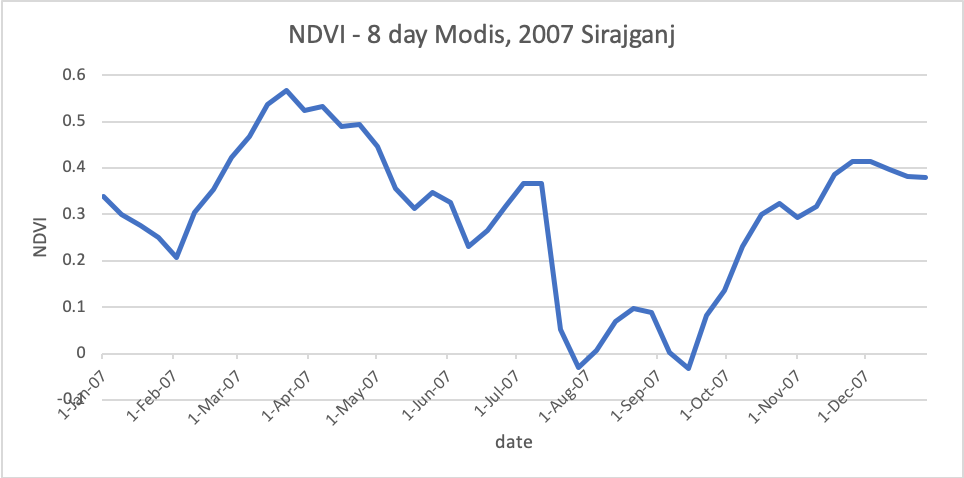 NDVI - 8 day Modis, 2007 Sirajganj
0.6
0.5
0.4
0.3
0.2
0.1
0
-0.1
NDVI
1-Jan-07
1-Feb-07
1-Mar-07
1-Apr-07
1-May-07
1-Jun-07
1-Jul-07
1-Aug-07
1-Sep-07
1-Oct-07
1-Nov-07
1-Dec-07
date